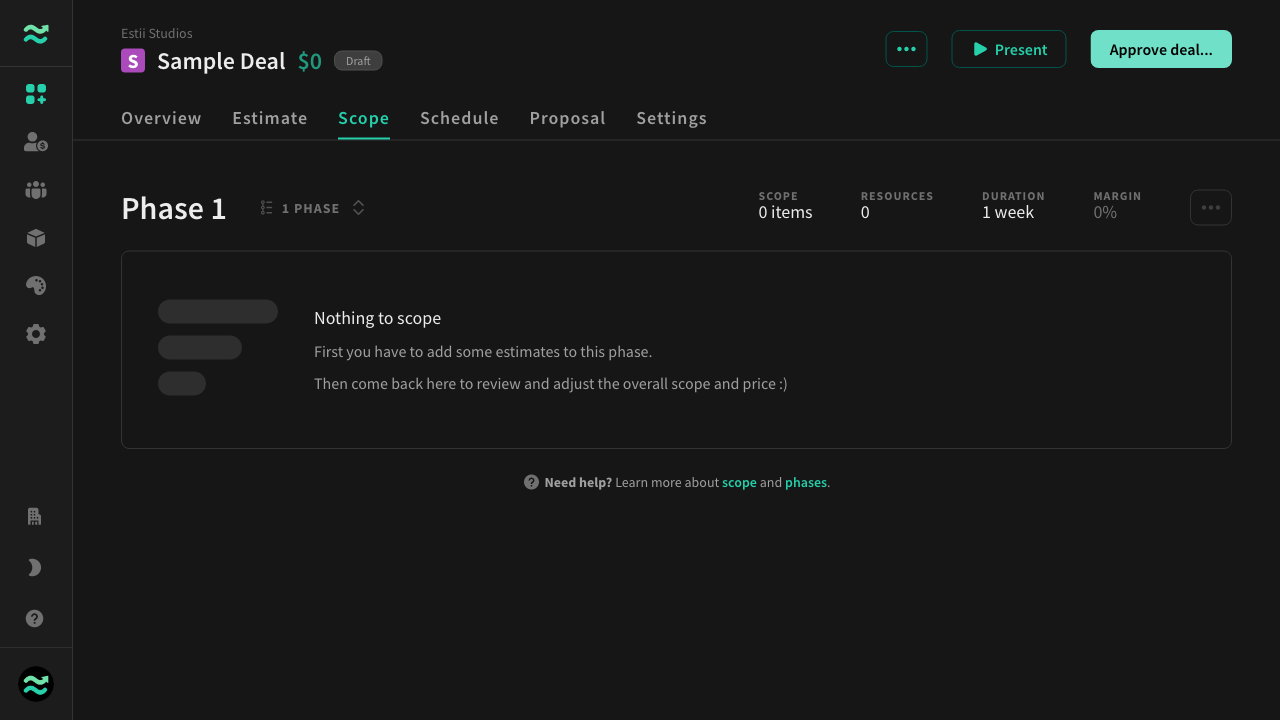 Estii Studios
S Sample Deal $0 Draft
Present
Approve deal...
Overview Estimate Scope Schedule Proposal Settings
Phase 1
1 PHASE
SCOPE
0 items
RESOURCES
0
DURATION
1 week
MARGIN
0%
Nothing to scope
First you have to add some estimates to this phase.
Then come back here to review and adjust the overall scope and price :)
Need help? Learn more about scope and phases.